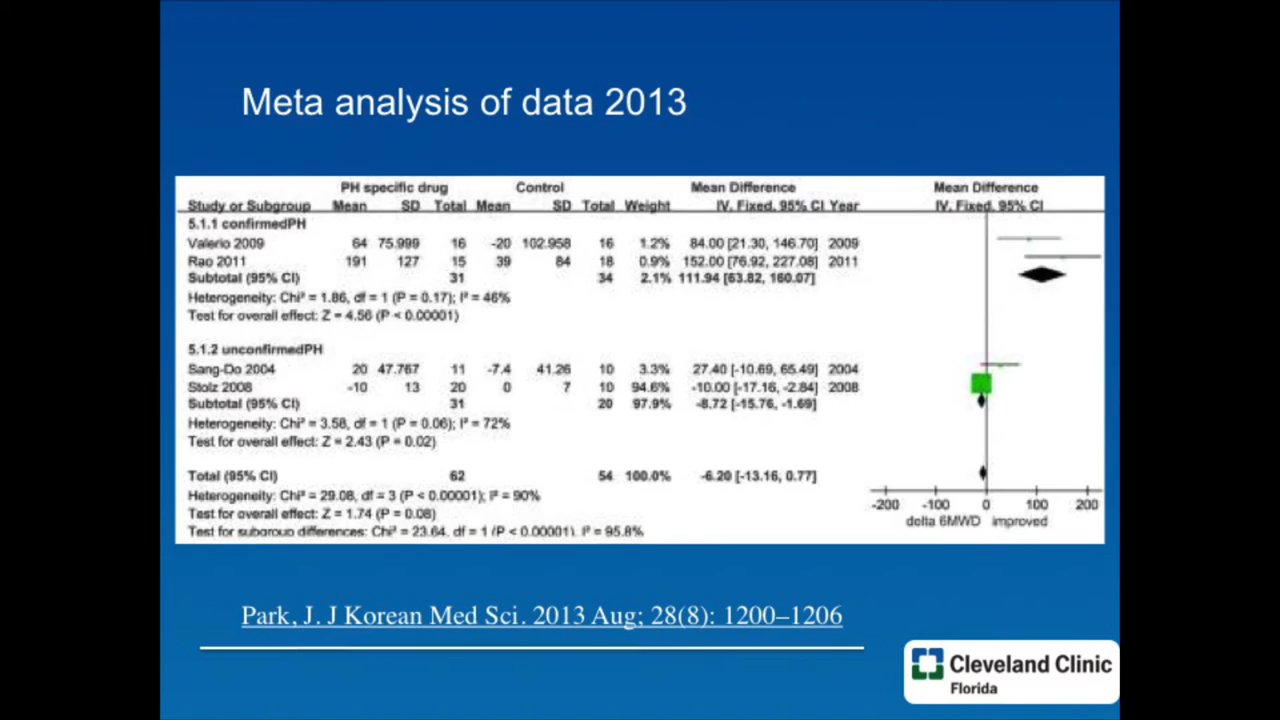 Meta analysis of data 2013
PH specific drug Control Mean Difference Mean Difference
Study or Subgroup Mean SD Total Mean SD Total Weight IV, Fixed, 95% CI Year IV, Fixed, 95% CI
5.1.1 confirmedPH
Valerio 2009 64 75.999 16 -20 102.958 16 1.2% 84.00 [21.30, 146.70] 2009
Rao 2011 191 127 15 39 84 18 0.9% 152.00 [76.92, 227.08] 2011
Subtotal (95% CI) 31 34 2.1% 111.94 [63.82, 160.07]
Heterogeneity: Chi² = 1.86, df = 1 (P = 0.17); I² = 46%
Test for overall effect: Z = 4.56 (P < 0.00001)
5.1.2 unconfirmedPH
Sang-Do 2004 20 47.767 11 -7.4 41.26 10 3.3% 27.40 [-10.69, 65.49] 2004
Stolz 2008 -10 13 20 0 7 10 94.6% -10.00 [-17.16, -2.84] 2008
Subtotal (95% CI) 31 20 97.9% -8.72 [-15.76, -1.69]
Heterogeneity: Chi² = 3.58, df = 1 (P = 0.06); I² = 72%
Test for overall effect: Z = 2.43 (P = 0.02)
Total (95% CI) 62 54 100.0% -6.20 [-13.16, 0.77]
Heterogeneity: Chi² = 29.08, df = 3 (P < 0.00001); I² = 90%
Test for overall effect: Z = 1.74 (P = 0.08)
Test for subgroup differences: Chi² = 23.64, df = 1 (P < 0.00001), I² = 95.8%
-200 -100 0 100 200
delta 6MWD improved
Park, J. J Korean Med Sci. 2013 Aug; 28(8): 1200–1206
Cleveland Clinic
Florida